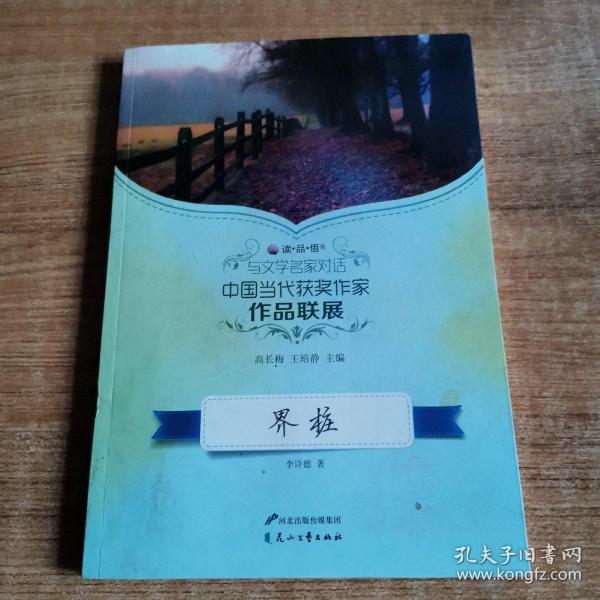 读·品·悟
与文学名家对话
中国当代获奖作家
作品联展
高长梅 王培静 主编
界桩
李诗德 著
河北出版传媒集团
花山文艺出版社
孔夫子旧书网
www.kongfz.com